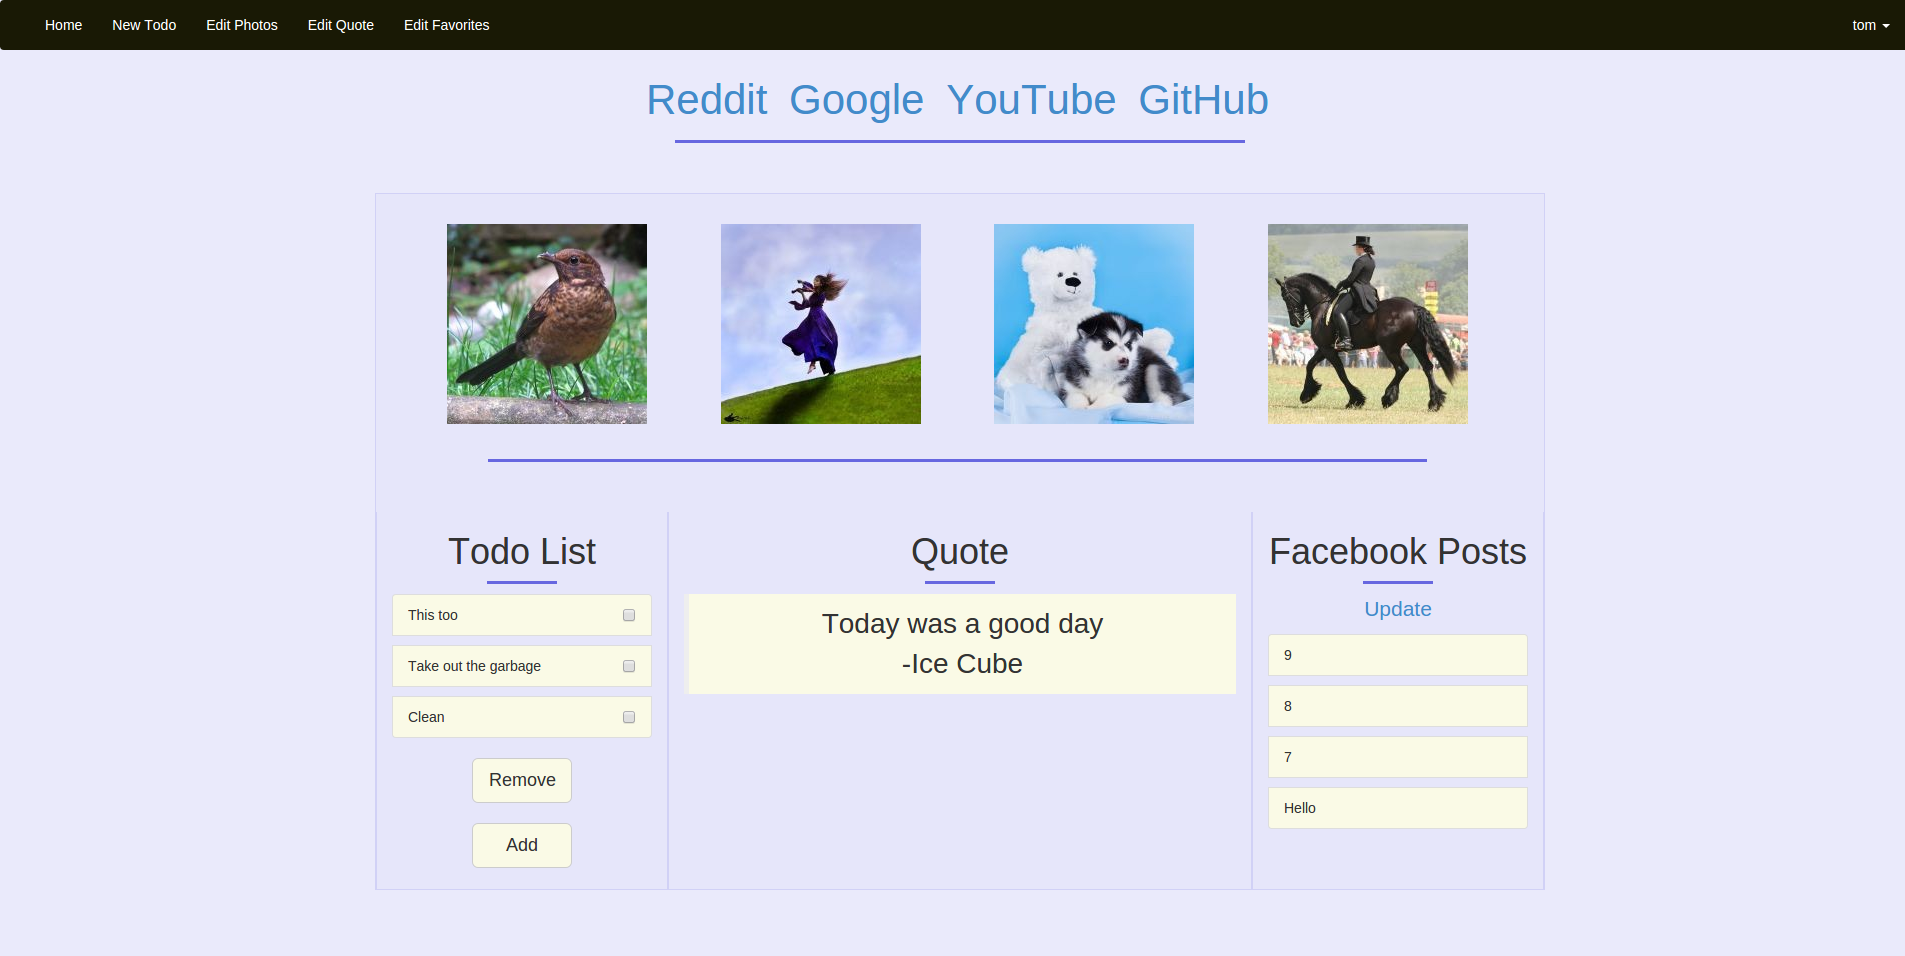 Home New Todo Edit Photos Edit Quote Edit Favorites tom
Reddit Google YouTube GitHub
Todo List
This too
Take out the garbage
Clean
Remove
Add
Quote
Today was a good day
-Ice Cube
Facebook Posts
Update
9
8
7
Hello